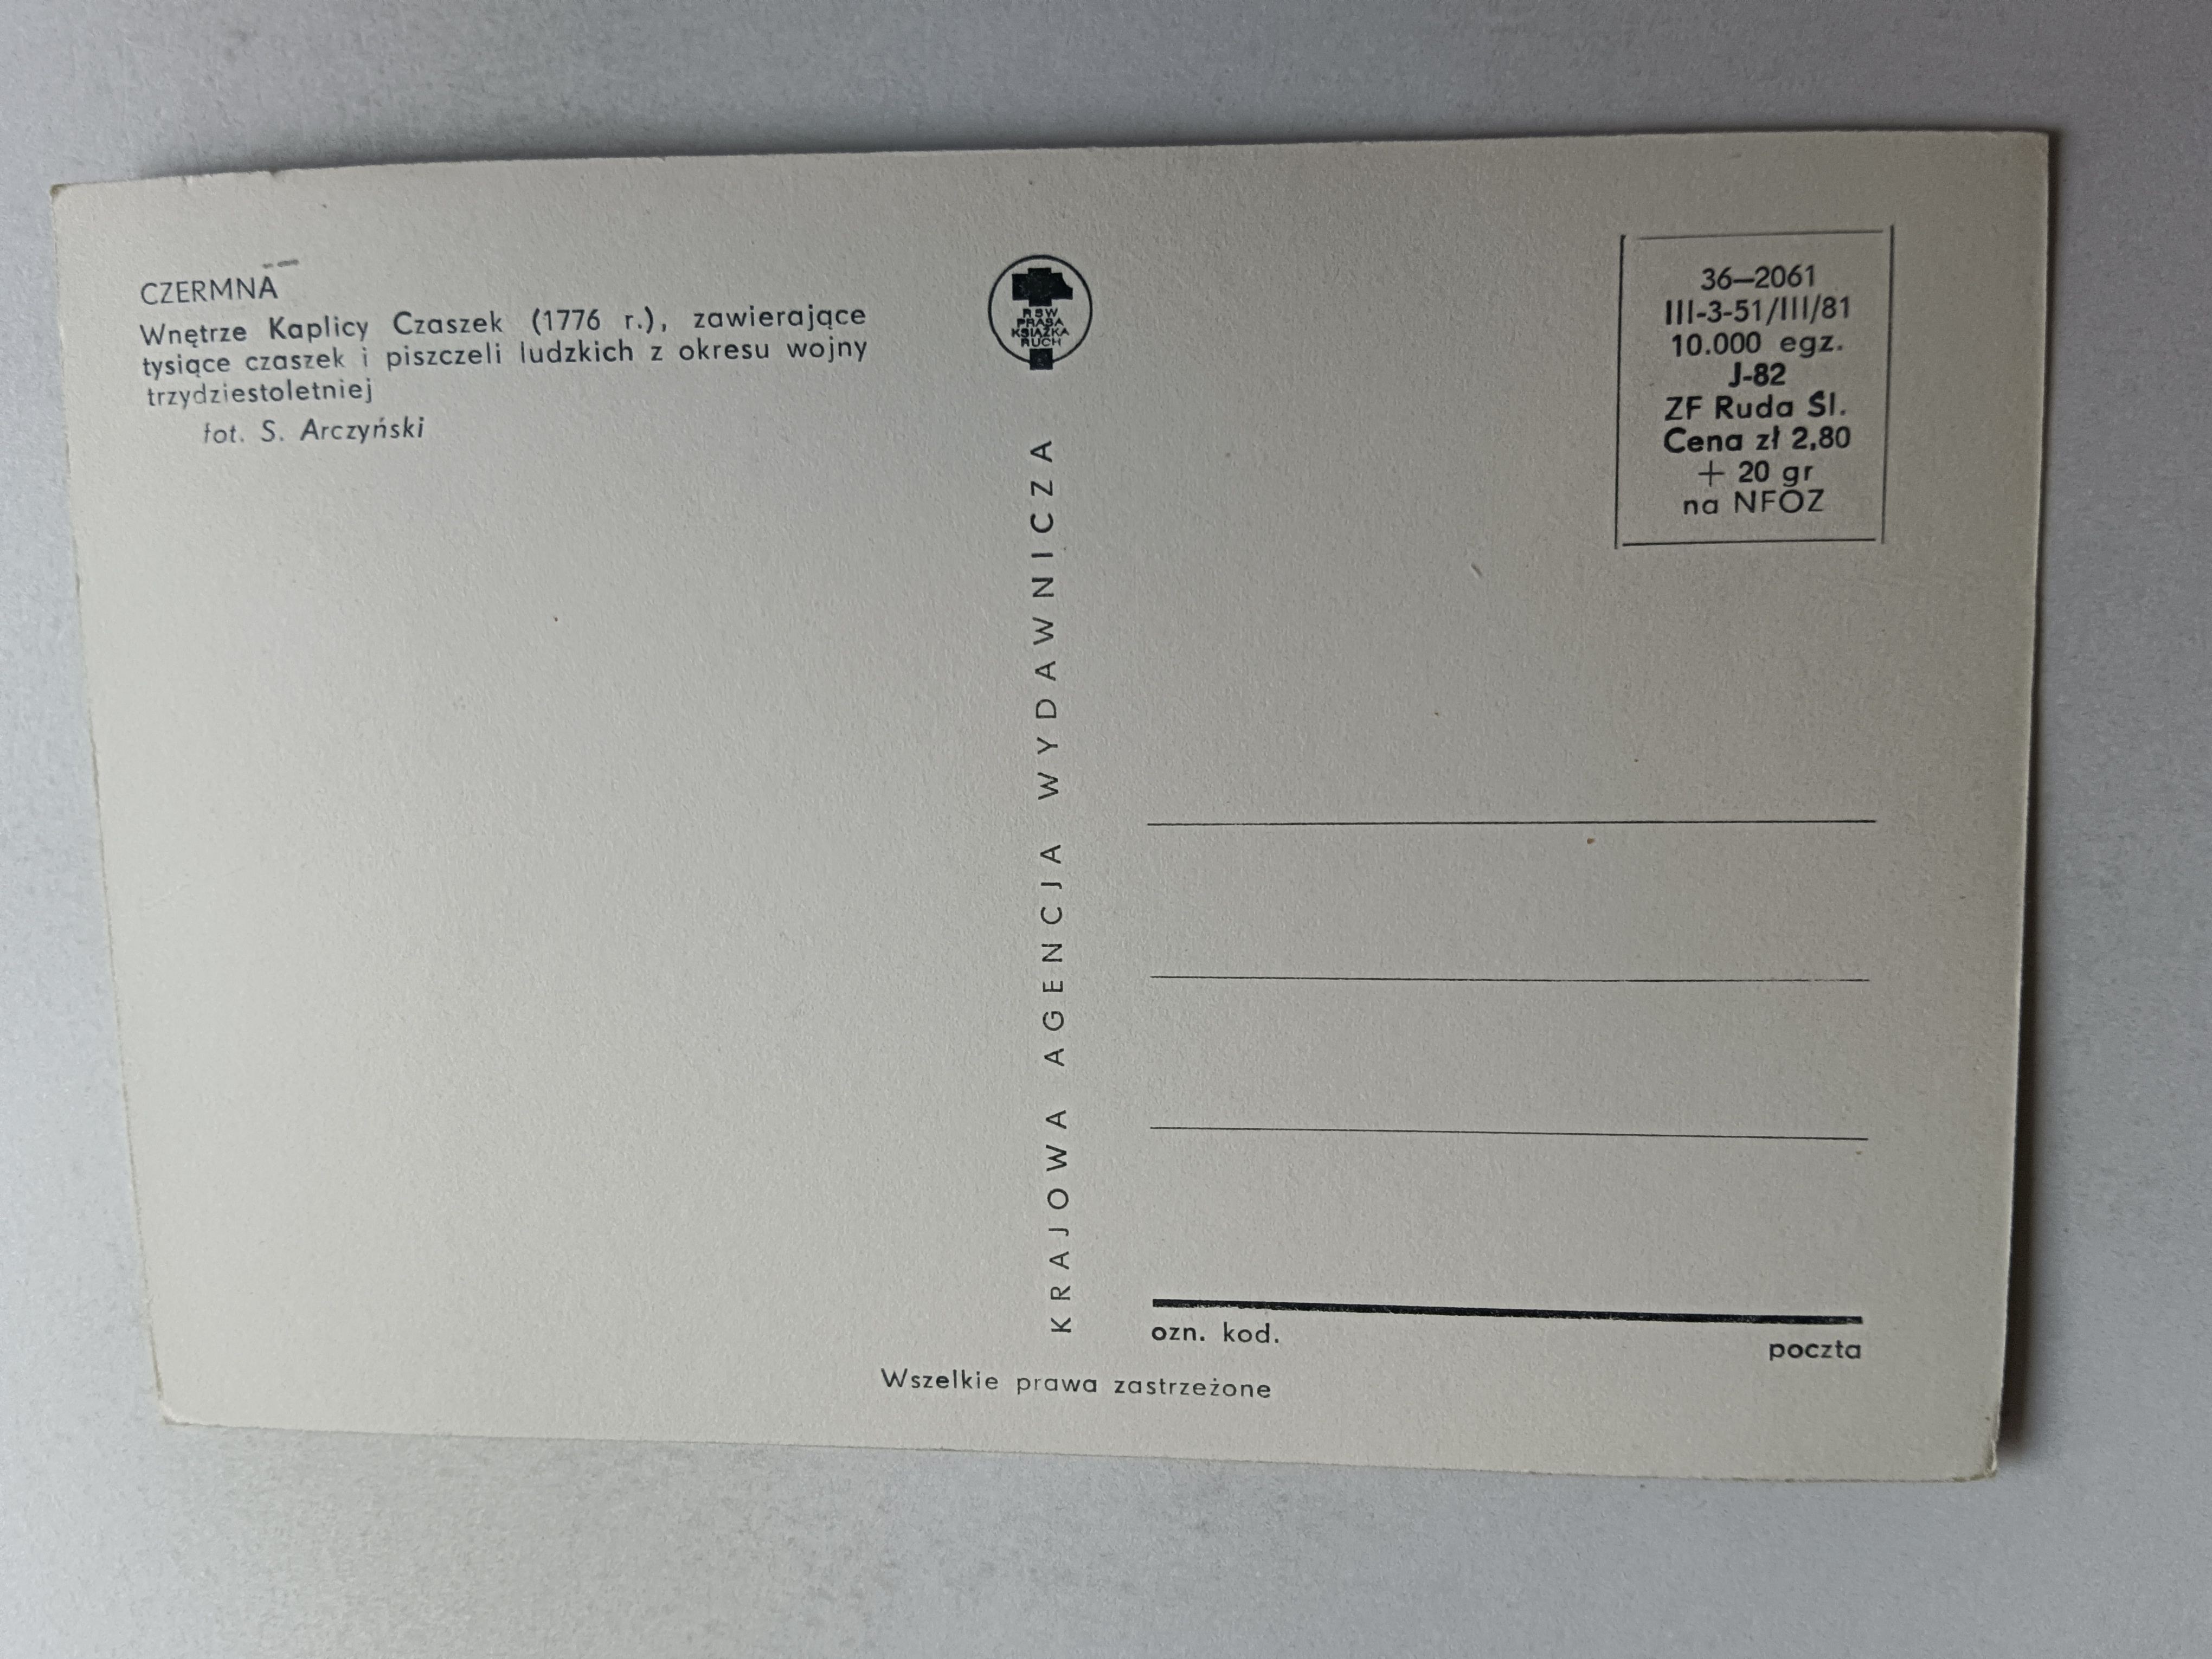 CZERMNA
Wnętrze Kaplicy Czaszek (1776 r.), zawierające
tysiące czaszek i piszczeli ludzkich z okresu wojny
trzydziestoletniej
fot. S. Arczyński
RSW
PRASA
KSIĄŻKA
RUCH
KRAJOWA AGENCJA WYDAWNICZA
36—2061
III-3-51/III/81
10.000 egz.
J-82
ZF Ruda Śl.
Cena zł 2,80
+ 20 gr
na NFOZ
ozn. kod.
poczta
Wszelkie prawa zastrzeżone